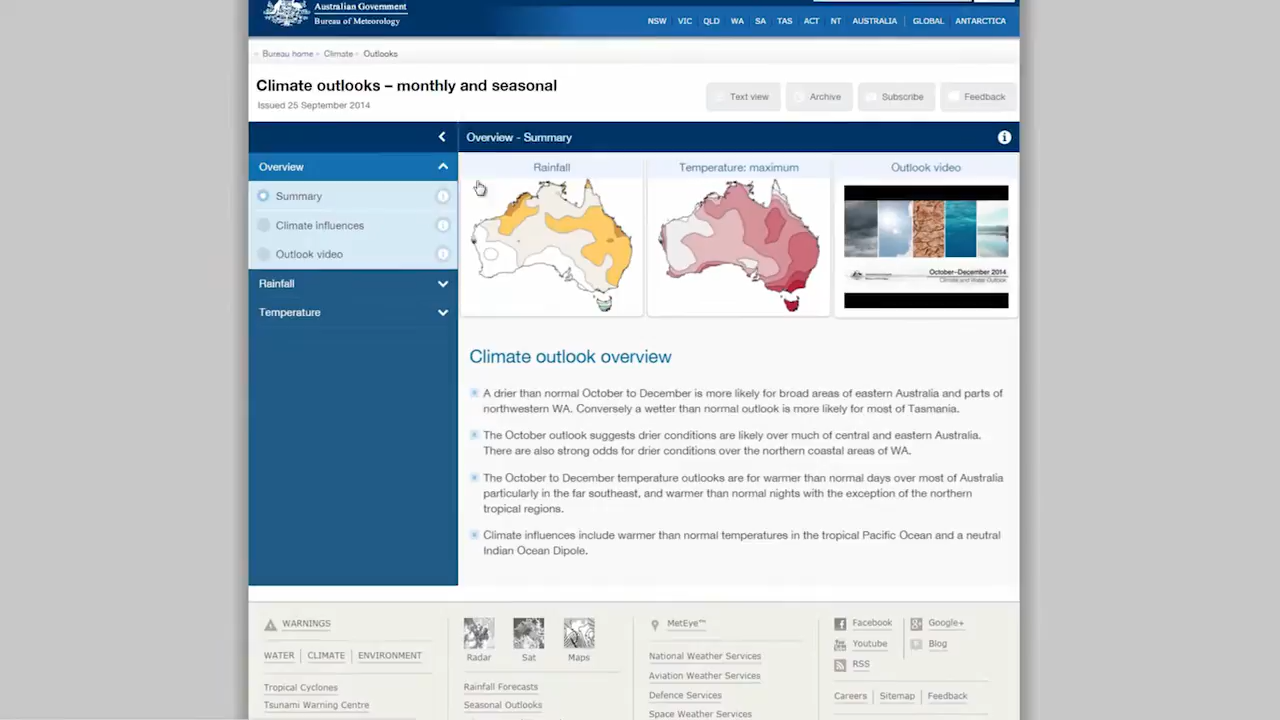 Australian Government
Bureau of Meteorology
NSW VIC QLD WA SA TAS ACT NT AUSTRALIA GLOBAL ANTARCTICA
Bureau home Climate Outlooks
Climate outlooks – monthly and seasonal
Issued 25 September 2014
Text view Archive Subscribe Feedback
Overview
Summary
Climate influences
Outlook video
Rainfall
Temperature
Overview - Summary
Rainfall
Temperature: maximum
Outlook video
October–December 2014
Climate and Water Outlook
Climate outlook overview
A drier than normal October to December is more likely for broad areas of eastern Australia and parts of
northwestern WA. Conversely a wetter than normal outlook is more likely for most of Tasmania.
The October outlook suggests drier conditions are likely over much of central and eastern Australia.
There are also strong odds for drier conditions over the northern coastal areas of WA.
The October to December temperature outlooks are for warmer than normal days over most of Australia
particularly in the far southeast, and warmer than normal nights with the exception of the northern
tropical regions.
Climate influences include warmer than normal temperatures in the tropical Pacific Ocean and a neutral
Indian Ocean Dipole.
WARNINGS
WATER CLIMATE ENVIRONMENT
Tropical Cyclones
Tsunami Warning Centre
Radar Sat Maps
Rainfall Forecasts
Seasonal Outlooks
MetEye™
National Weather Services
Aviation Weather Services
Defence Services
Space Weather Services
Facebook Google+
Youtube Blog
RSS
Careers Sitemap Feedback